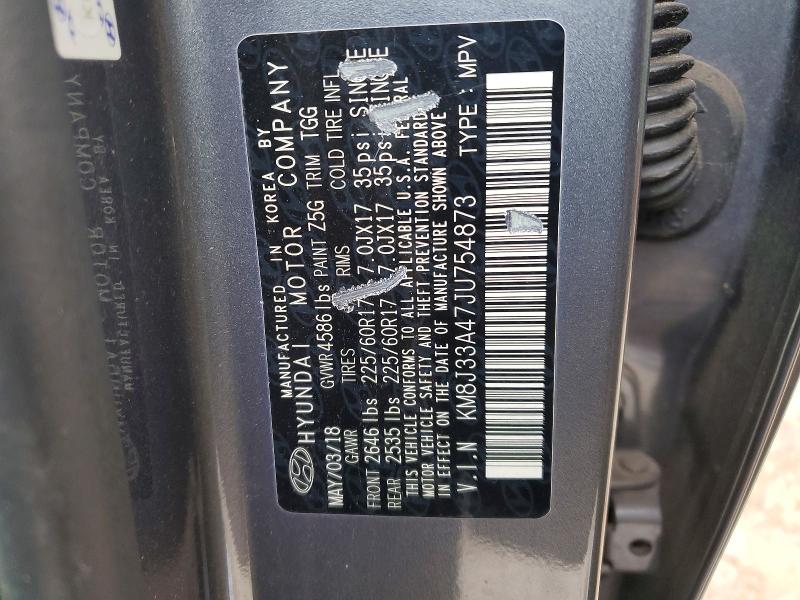 MANUFACTURED IN KOREA BY
HYUNDAI MOTOR COMPANY
MAY/03/18 GVWR 4586 lbs PAINT Z5G TRIM TGG
GAWR TIRES RIMS COLD TIRE INFL
FRONT 2646 lbs 225/60R17 7.0JX17 35psi SINGLE
REAR 2535 lbs 225/60R17 7.0JX17 35psi SINGLE
THIS VEHICLE CONFORMS TO ALL APPLICABLE U.S.A. FEDERAL
MOTOR VEHICLE SAFETY AND THEFT PREVENTION STANDARDS
IN EFFECT ON THE DATE OF MANUFACTURE SHOWN ABOVE
V.I.N KM8J33A47JU754873 TYPE : MPV